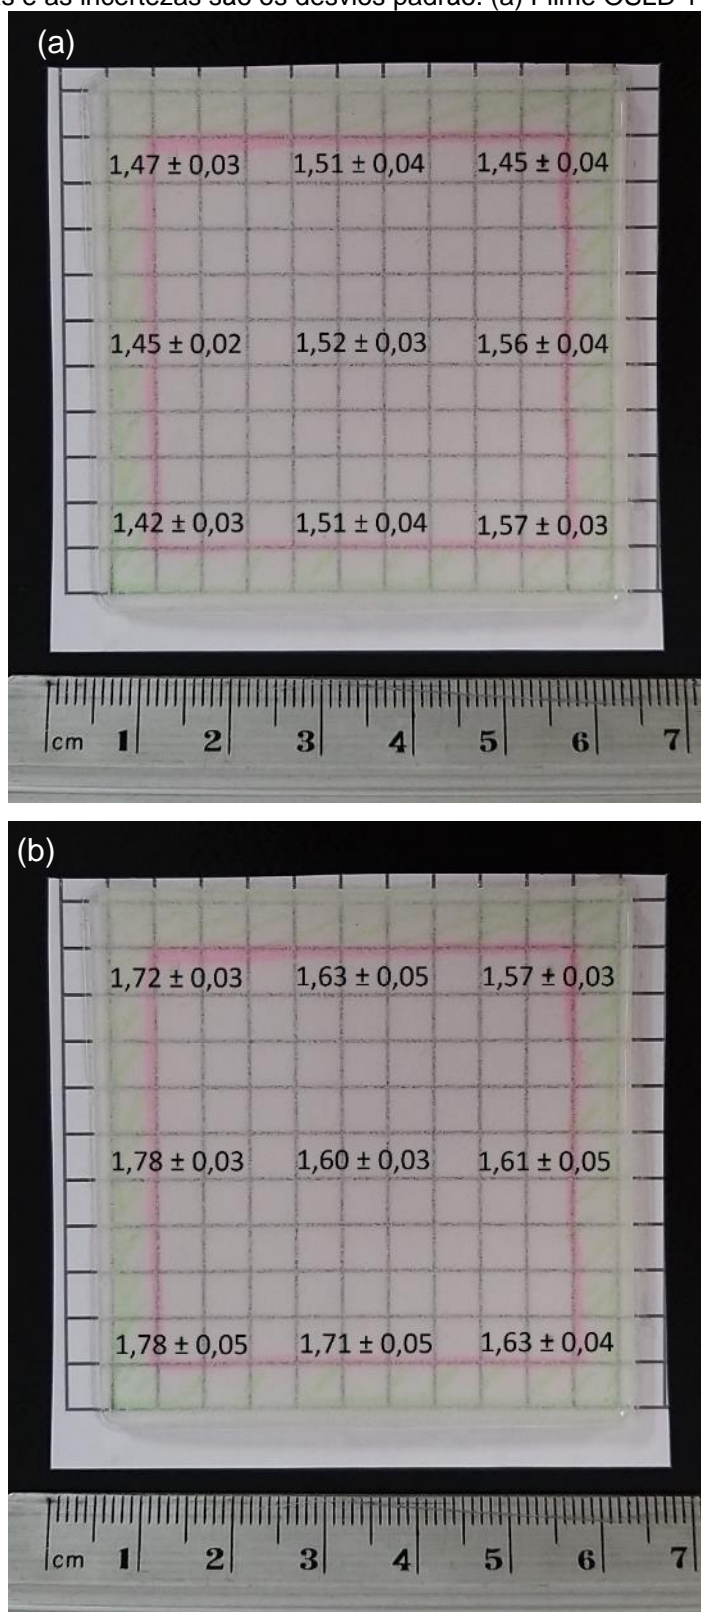 as e as incertezas são os desvios padrão. (a) Filme OSLD 1
(a)
1,47 ± 0,03 1,51 ± 0,04 1,45 ± 0,04
1,45 ± 0,02 1,52 ± 0,03 1,56 ± 0,04
1,42 ± 0,03 1,51 ± 0,04 1,57 ± 0,03
cm 1 2 3 4 5 6 7
(b)
1,72 ± 0,03 1,63 ± 0,05 1,57 ± 0,03
1,78 ± 0,03 1,60 ± 0,03 1,61 ± 0,05
1,78 ± 0,05 1,71 ± 0,05 1,63 ± 0,04
cm 1 2 3 4 5 6 7